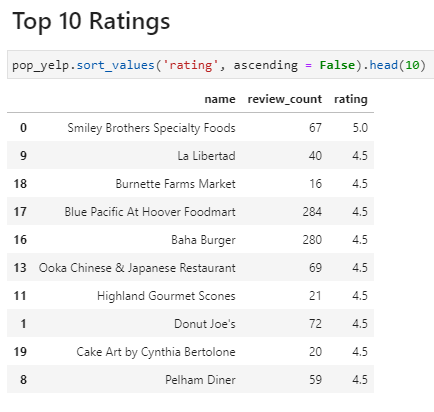 Top 10 Ratings
pop_yelp.sort_values('rating', ascending = False).head(10)
name review_count rating
0 Smiley Brothers Specialty Foods 67 5.0
9 La Libertad 40 4.5
18 Burnette Farms Market 16 4.5
17 Blue Pacific At Hoover Foodmart 284 4.5
16 Baha Burger 280 4.5
13 Ooka Chinese & Japanese Restaurant 69 4.5
11 Highland Gourmet Scones 21 4.5
1 Donut Joe's 72 4.5
19 Cake Art by Cynthia Bertolone 20 4.5
8 Pelham Diner 59 4.5